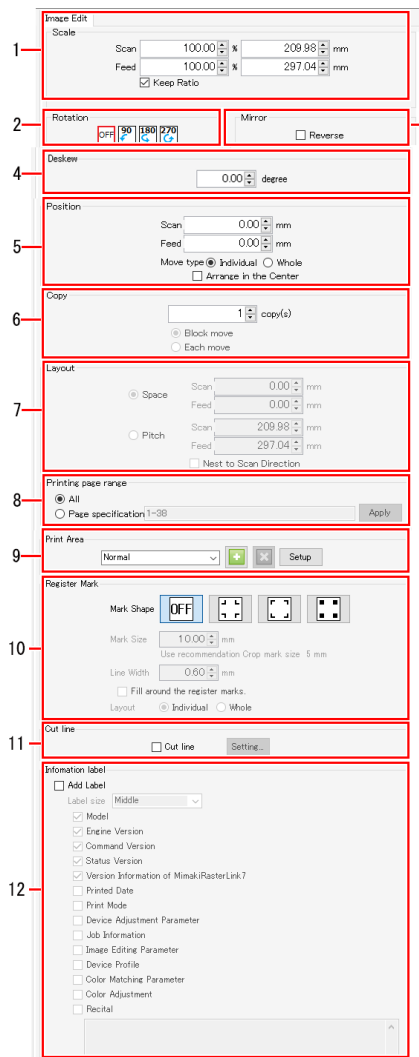 Image Edit
Scale
1
Scan 100.00 % 209.98 mm
Feed 100.00 % 297.04 mm
Keep Ratio
2
Rotation
OFF 90 180 270
Mirror
Reverse
Deskew
4
0.00 degree
Position
Scan 0.00 mm
5
Feed 0.00 mm
Move type Individual Whole
Arrange in the Center
Copy
6
1 copy(s)
Block move
Each move
Layout
7
Space
Scan 0.00 mm
Feed 0.00 mm
Pitch
Scan 209.98 mm
Feed 297.04 mm
Nest to Scan Direction
Printing page range
8
All
Page specification 1-38 Apply
Print Area
9
Normal Setup
Register Mark
Mark Shape OFF
10
Mark Size 10.00 mm
Use recommendation Crop mark size 5 mm
Line Width 0.60 mm
Fill around the register marks.
Layout Individual Whole
Cut line
11
Cut line Setting...
Infomation label
Add Label
Label size Middle
Model
Engine Version
Command Version
Status Version
12
Version Information of MimakiRasterLink7
Printed Date
Print Mode
Device Adjustment Parameter
Job Information
Image Editing Parameter
Device Profile
Color Matching Parameter
Color Adjustment
Recital